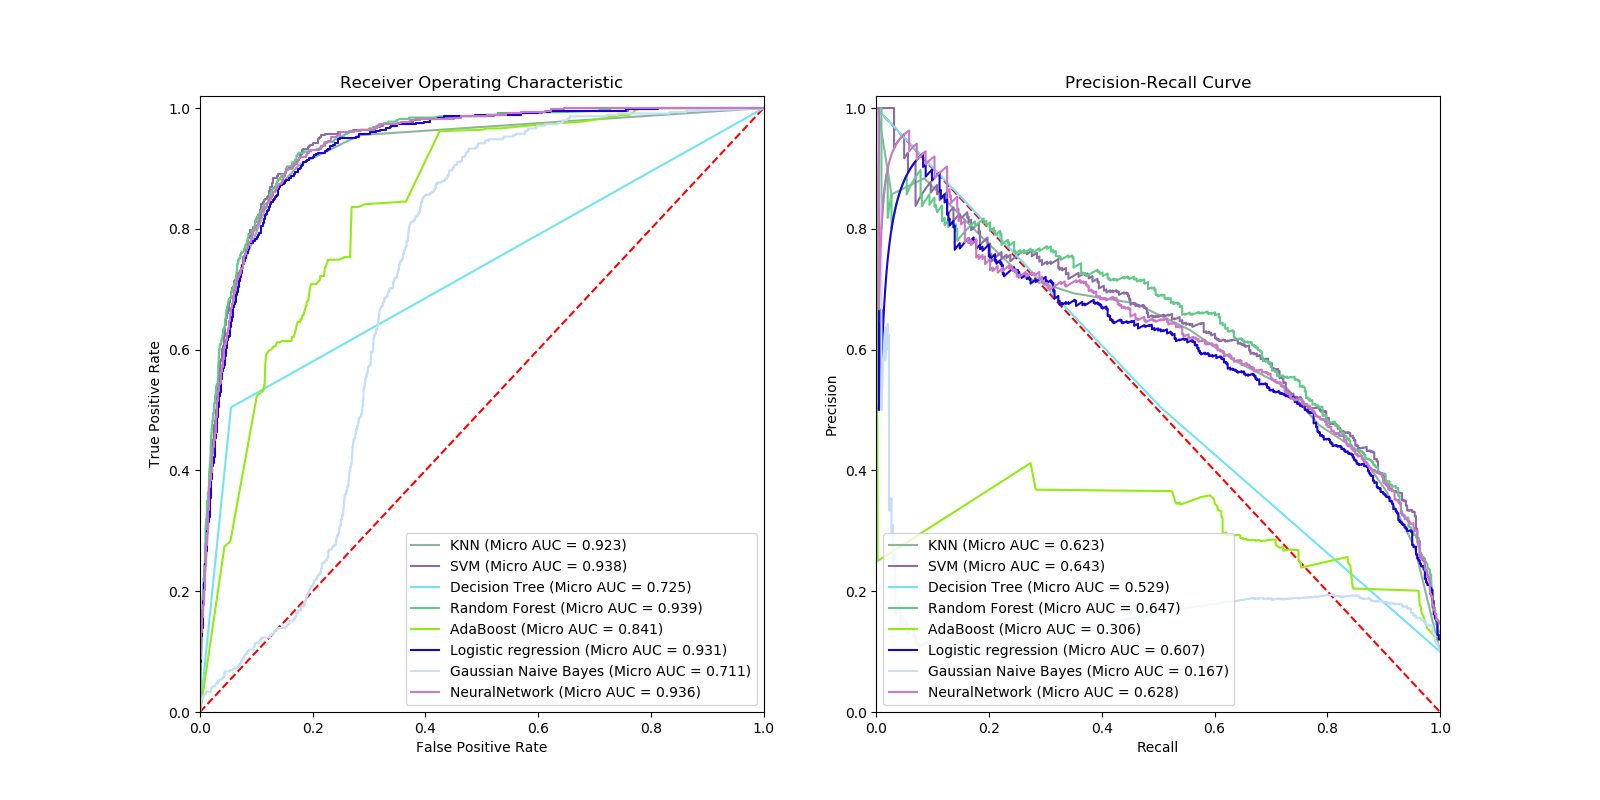 Receiver Operating Characteristic
1.0
0.8
0.6
0.4
0.2
0.0
True Positive Rate
KNN (Micro AUC = 0.923)
SVM (Micro AUC = 0.938)
Decision Tree (Micro AUC = 0.725)
Random Forest (Micro AUC = 0.939)
AdaBoost (Micro AUC = 0.841)
Logistic regression (Micro AUC = 0.931)
Gaussian Naive Bayes (Micro AUC = 0.711)
NeuralNetwork (Micro AUC = 0.936)
0.0 0.2 0.4 0.6 0.8 1.0
False Positive Rate
Precision-Recall Curve
1.0
0.8
0.6
0.4
0.2
0.0
Precision
KNN (Micro AUC = 0.623)
SVM (Micro AUC = 0.643)
Decision Tree (Micro AUC = 0.529)
Random Forest (Micro AUC = 0.647)
AdaBoost (Micro AUC = 0.306)
Logistic regression (Micro AUC = 0.607)
Gaussian Naive Bayes (Micro AUC = 0.167)
NeuralNetwork (Micro AUC = 0.628)
0.0 0.2 0.4 0.6 0.8 1.0
Recall